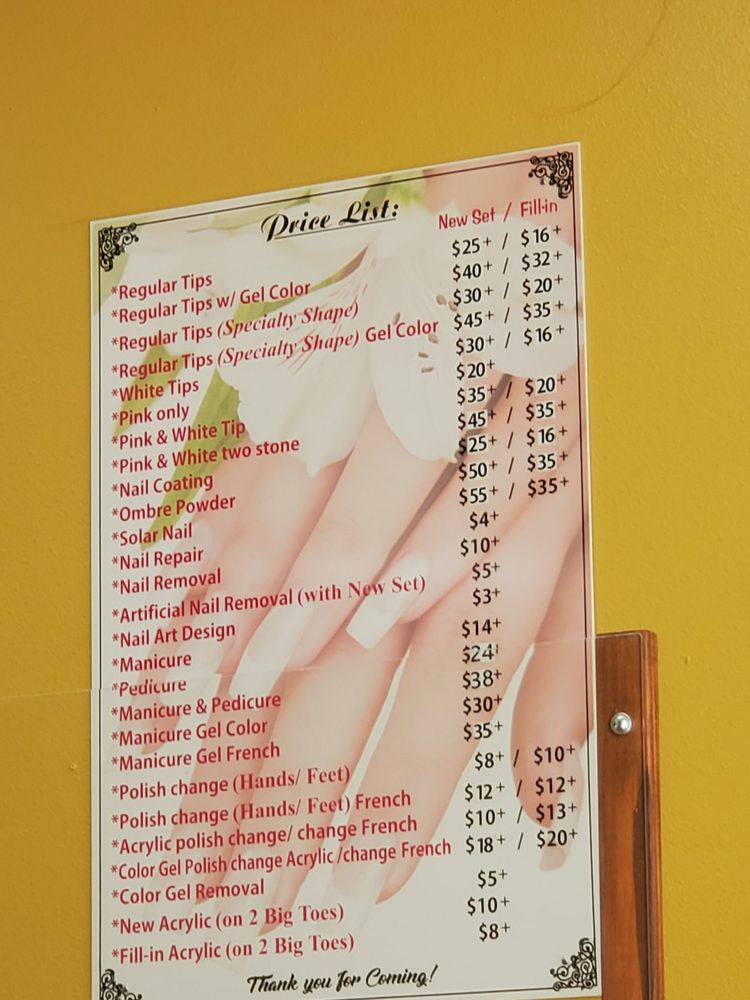 Price List:
New Set / Fill-in
*Regular Tips $25+ / $16+
*Regular Tips w/ Gel Color $40+ / $32+
*Regular Tips (Specialty Shape) $30+ / $20+
*Regular Tips (Specialty Shape) Gel Color $45+ / $35+
*White Tips $30+ / $16+
*Pink only $20+
*Pink & White Tip $35+ / $20+
*Pink & White two stone $45+ / $35+
*Nail Coating $25+ / $16+
*Ombre Powder $50+ / $35+
*Solar Nail $55+ / $35+
*Nail Repair $4+
*Nail Removal $10+
*Artificial Nail Removal (with New Set) $5+
*Nail Art Design $3+
*Manicure $14+
*Pedicure $24+
*Manicure & Pedicure $38+
*Manicure Gel Color $30+
*Manicure Gel French $35+
*Polish change (Hands/ Feet) $8+ / $10+
*Polish change (Hands/ Feet) French $12+ / $12+
*Acrylic polish change/ change French $10+ / $13+
*Color Gel Polish change Acrylic /change French $18+ / $20+
*Color Gel Removal $5+
*New Acrylic (on 2 Big Toes) $10+
*Fill-in Acrylic (on 2 Big Toes) $8+
Thank you for Coming!